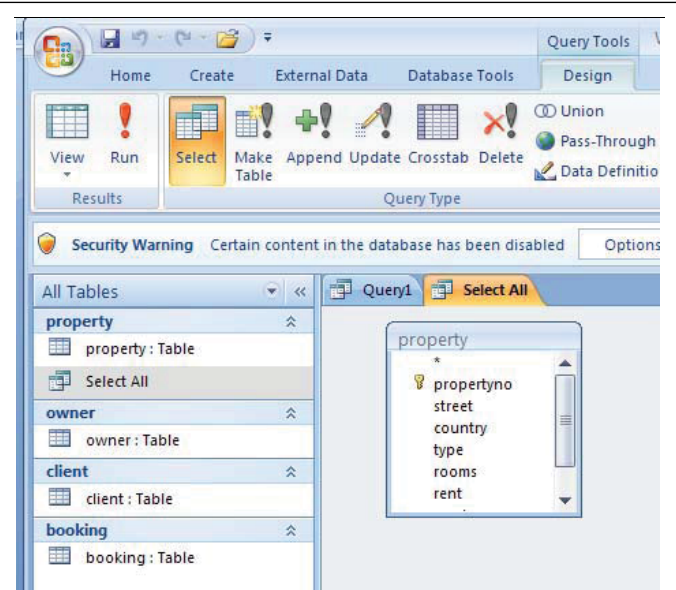 Query Tools
Home Create External Data Database Tools Design
View Run Select Make Table Append Update Crosstab Delete
Union
Pass-Through
Data Definitio
Results Query Type
Security Warning Certain content in the database has been disabled Options
All Tables « Query1 Select All
property
property : Table
Select All
owner
owner : Table
client
client : Table
booking
booking : Table
property
*
propertyno
street
country
type
rooms
rent